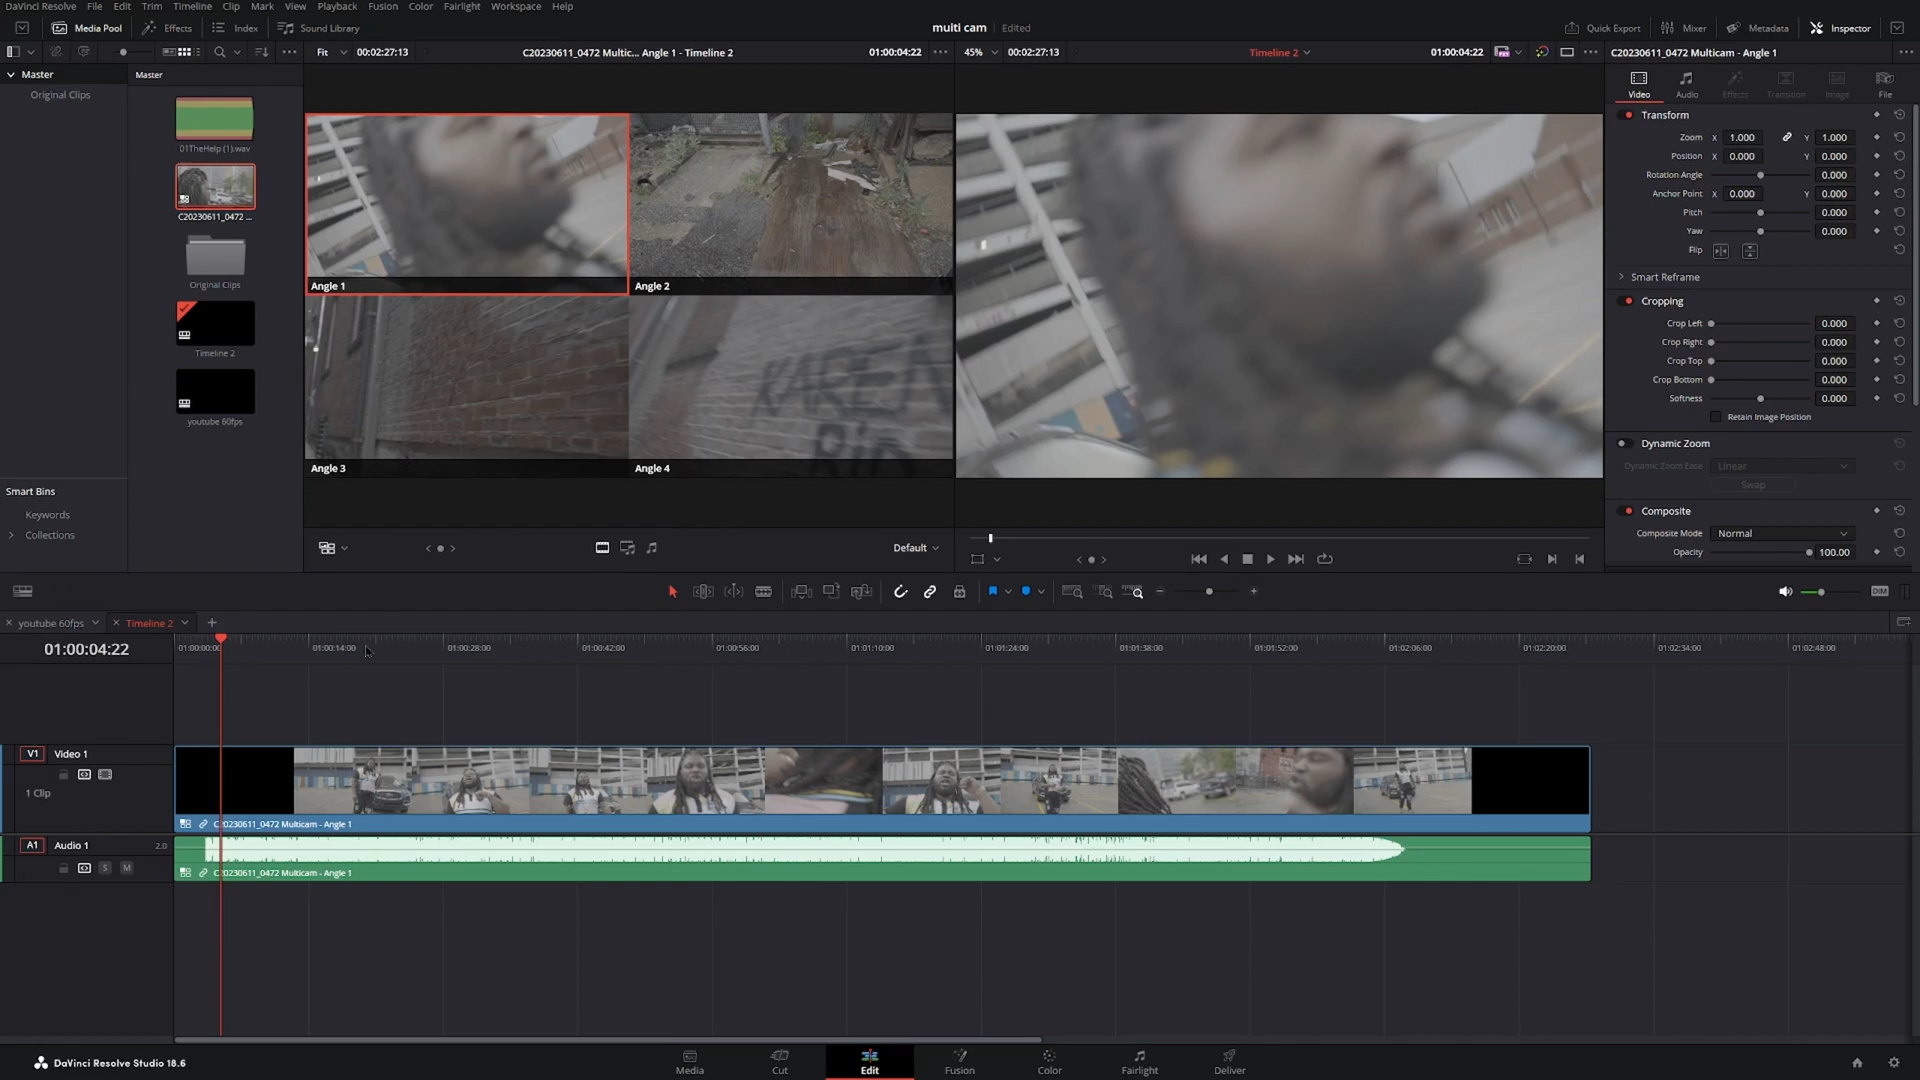 DaVinci Resolve File Edit Trim Timeline Clip Mark View Playback Fusion Color Fairlight Workspace Help
Media Pool Effects Index Sound Library multi cam Edited Quick Export Mixer Metadata Inspector
Fit 00:02:27:13 C20230611_0472 Multic... Angle 1 - Timeline 2 01:00:04:22 45% 00:02:27:13 Timeline 2 01:00:04:22 C20230611_0472 Multicam - Angle 1
Master
Original Clips
Master
01TheHelp (1).wav
C20230611_0472 ...
Original Clips
Timeline 2
youtube 60fps
Smart Bins
Keywords
Collections
Angle 1
Angle 2
KAREN
Angle 3
Angle 4
Default
Video Audio Effects Transition Image File
Transform
Zoom X 1.000 Y 1.000
Position X 0.000 Y 0.000
Rotation Angle 0.000
Anchor Point X 0.000 Y 0.000
Pitch 0.000
Yaw 0.000
Flip
Smart Reframe
Cropping
Crop Left 0.000
Crop Right 0.000
Crop Top 0.000
Crop Bottom 0.000
Softness 0.000
Retain Image Position
Dynamic Zoom
Dynamic Zoom Ease Linear
Swap
Composite
Composite Mode Normal
Opacity 100.00
DIM
youtube 60fps Timeline 2
01:00:04:22
01:00:00:00 01:00:14:00 01:00:28:00 01:00:42:00 01:00:56:00 01:01:10:00 01:01:24:00 01:01:38:00 01:01:52:00 01:02:06:00 01:02:20:00 01:02:34:00 01:02:48:00
V1 Video 1
1 Clip
C20230611_0472 Multicam - Angle 1
A1 Audio 1 2.0
S M
C20230611_0472 Multicam - Angle 1
DaVinci Resolve Studio 18.6
Media Cut Edit Fusion Color Fairlight Deliver